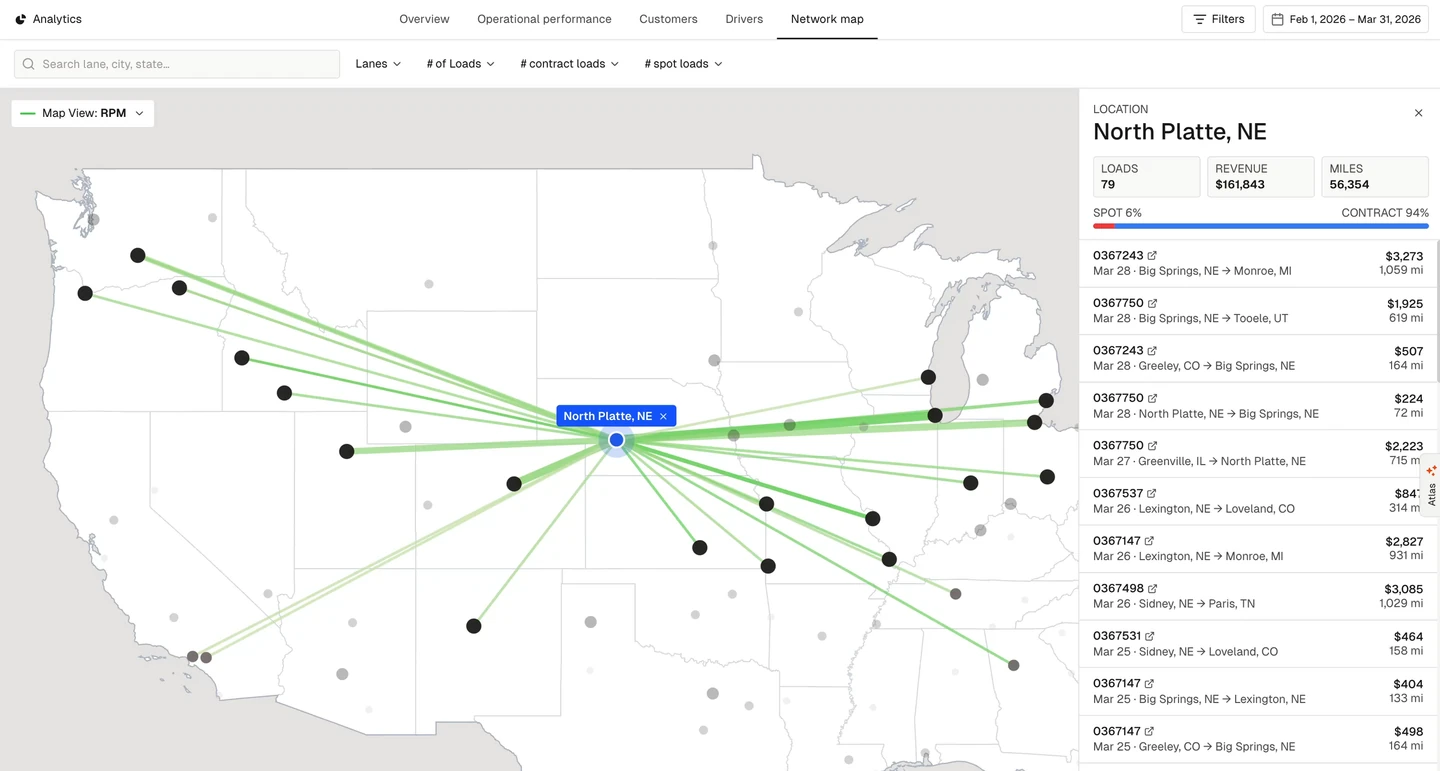 Analytics
Overview Operational performance Customers Drivers Network map
Filters Feb 1, 2026 – Mar 31, 2026
Search lane, city, state...
Lanes # of Loads # contract loads # spot loads
Map View: RPM
North Platte, NE ×
LOCATION
North Platte, NE
LOADS REVENUE MILES
79 $161,843 56,354
SPOT 6% CONTRACT 94%
0367243 $3,273
Mar 28 · Big Springs, NE → Monroe, MI 1,059 mi
0367750 $1,925
Mar 28 · Big Springs, NE → Tooele, UT 619 mi
0367243 $507
Mar 28 · Greeley, CO → Big Springs, NE 164 mi
0367750 $224
Mar 28 · North Platte, NE → Big Springs, NE 72 mi
0367750 $2,223
Mar 27 · Greenville, IL → North Platte, NE 715 m
0367537 $847
Mar 26 · Lexington, NE → Loveland, CO 314 m
Atlas
0367147 $2,827
Mar 26 · Lexington, NE → Monroe, MI 931 mi
0367498 $3,085
Mar 26 · Sidney, NE → Paris, TN 1,029 mi
0367531 $464
Mar 25 · Sidney, NE → Loveland, CO 158 mi
0367147 $404
Mar 25 · Big Springs, NE → Lexington, NE 133 mi
0367147 $498
Mar 25 · Greeley, CO → Big Springs, NE 164 mi